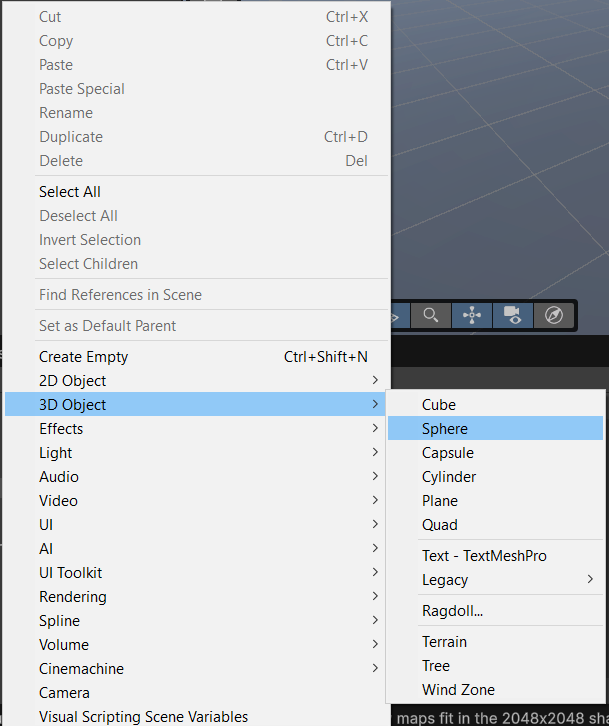 Cut Ctrl+X
Copy Ctrl+C
Paste Ctrl+V
Paste Special
Rename
Duplicate Ctrl+D
Delete Del
Select All
Deselect All
Invert Selection
Select Children
Find References in Scene
Set as Default Parent
Create Empty Ctrl+Shift+N
2D Object
3D Object
Effects
Light
Audio
Video
UI
AI
UI Toolkit
Rendering
Spline
Volume
Cinemachine
Camera
Visual Scripting Scene Variables
Cube
Sphere
Capsule
Cylinder
Plane
Quad
Text - TextMeshPro
Legacy
Ragdoll...
Terrain
Tree
Wind Zone
maps fit in the 2048x2048